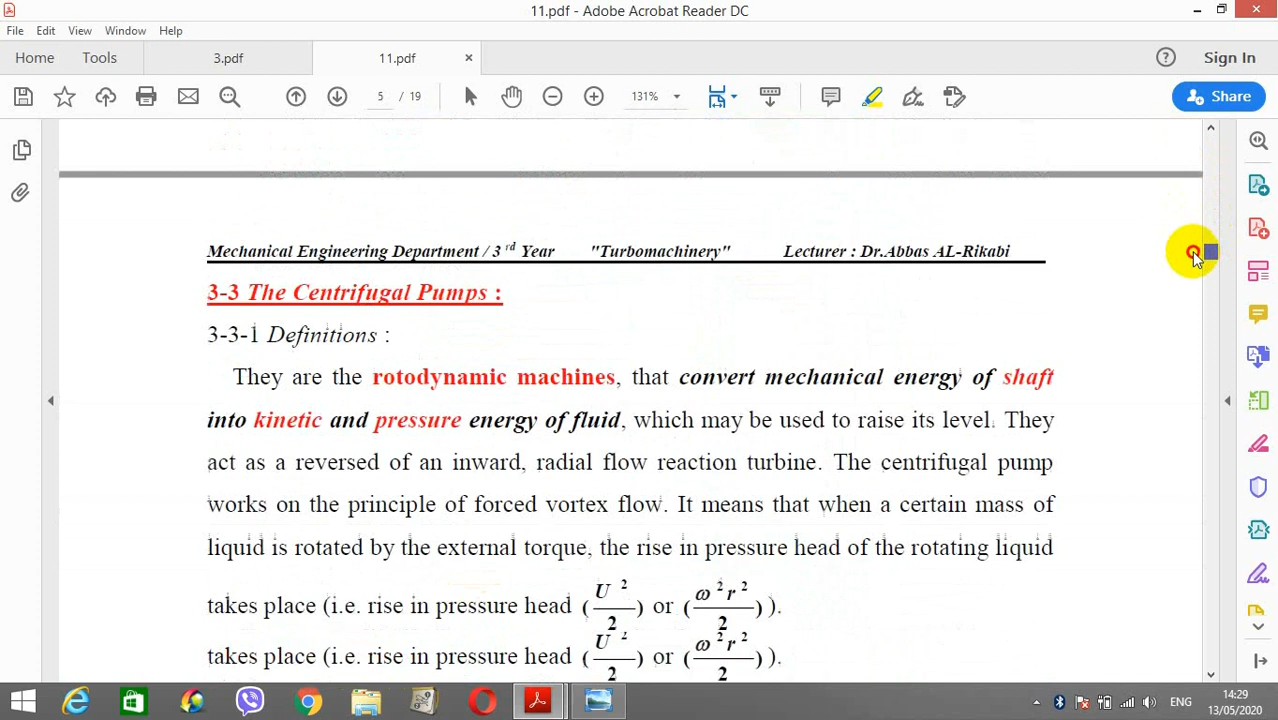 11.pdf - Adobe Acrobat Reader DC
File Edit View Window Help
Home Tools 3.pdf 11.pdf × ? Sign In
5 / 19 131% Share
Mechanical Engineering Department / 3 rd Year "Turbomachinery" Lecturer : Dr.Abbas AL-Rikabi
3-3 The Centrifugal Pumps :
3-3-1 Definitions :
They are the rotodynamic machines, that convert mechanical energy of shaft
into kinetic and pressure energy of fluid, which may be used to raise its level. They
act as a reversed of an inward, radial flow reaction turbine. The centrifugal pump
works on the principle of forced vortex flow. It means that when a certain mass of
liquid is rotated by the external torque, the rise in pressure head of the rotating liquid
takes place (i.e. rise in pressure head (U²/2) or (ω²r²/2)).
takes place (i.e. rise in pressure head (U²/2) or (ω²r²/2)).
ENG
14:29
13/05/2020